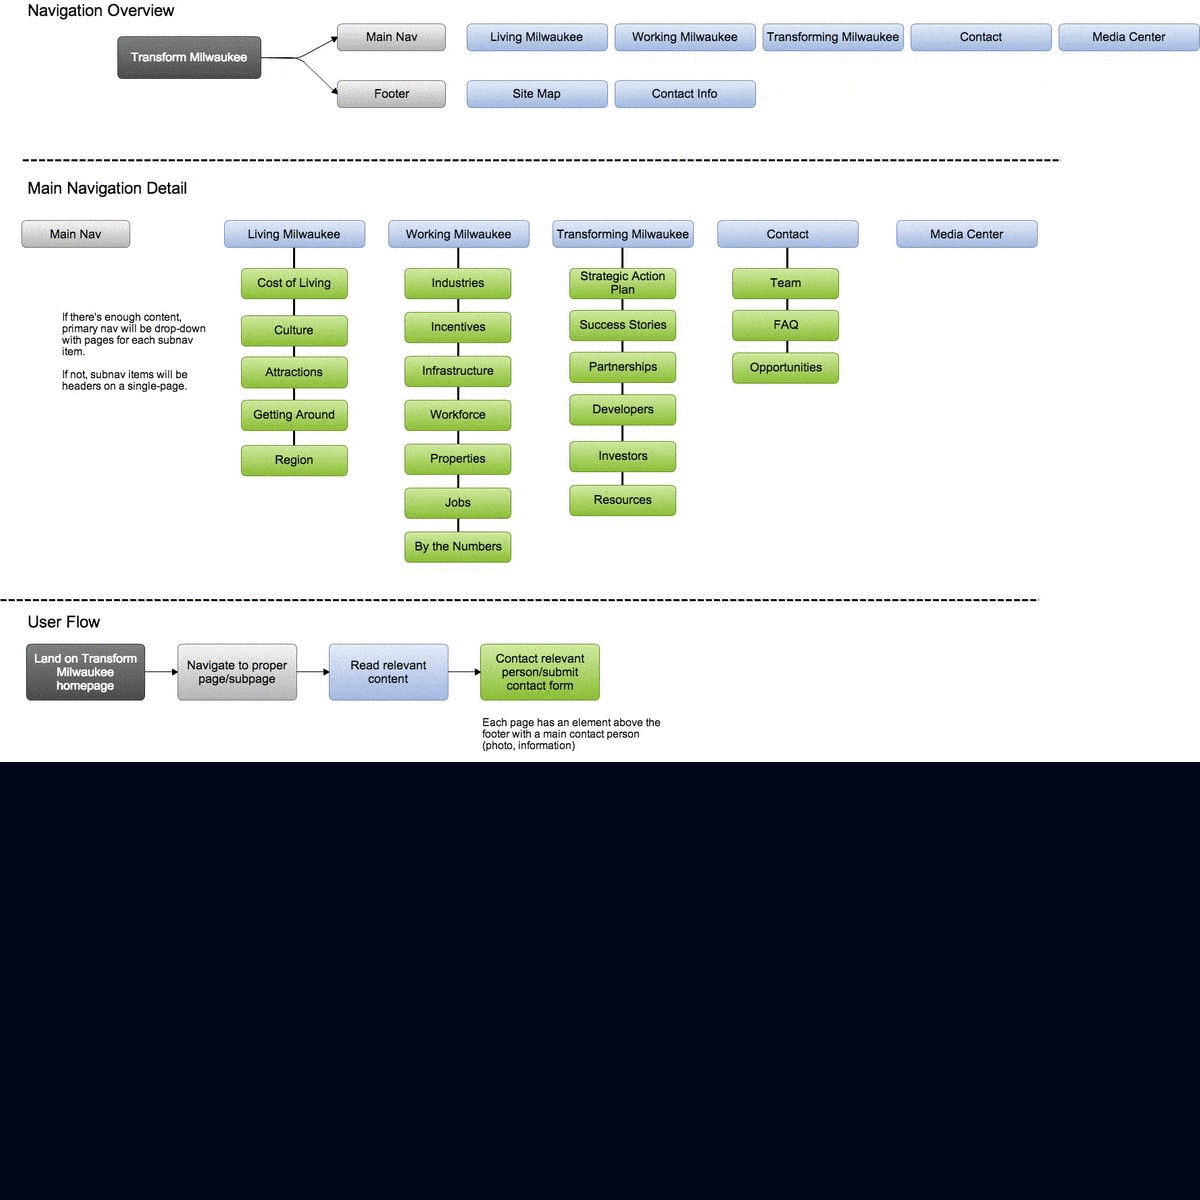 Navigation Overview
Transform Milwaukee
Main Nav
Living Milwaukee
Working Milwaukee
Transforming Milwaukee
Contact
Media Center
Footer
Site Map
Contact Info
Main Navigation Detail
Main Nav
Living Milwaukee
Working Milwaukee
Transforming Milwaukee
Contact
Media Center
If there's enough content,
primary nav will be drop-down
with pages for each subnav
item.
If not, subnav items will be
headers on a single-page.
Cost of Living
Culture
Attractions
Getting Around
Region
Industries
Incentives
Infrastructure
Workforce
Properties
Jobs
By the Numbers
Strategic Action
Plan
Success Stories
Partnerships
Developers
Investors
Resources
Team
FAQ
Opportunities
User Flow
Land on Transform
Milwaukee
homepage
Navigate to proper
page/subpage
Read relevant
content
Contact relevant
person/submit
contact form
Each page has an element above the
footer with a main contact person
(photo, information)